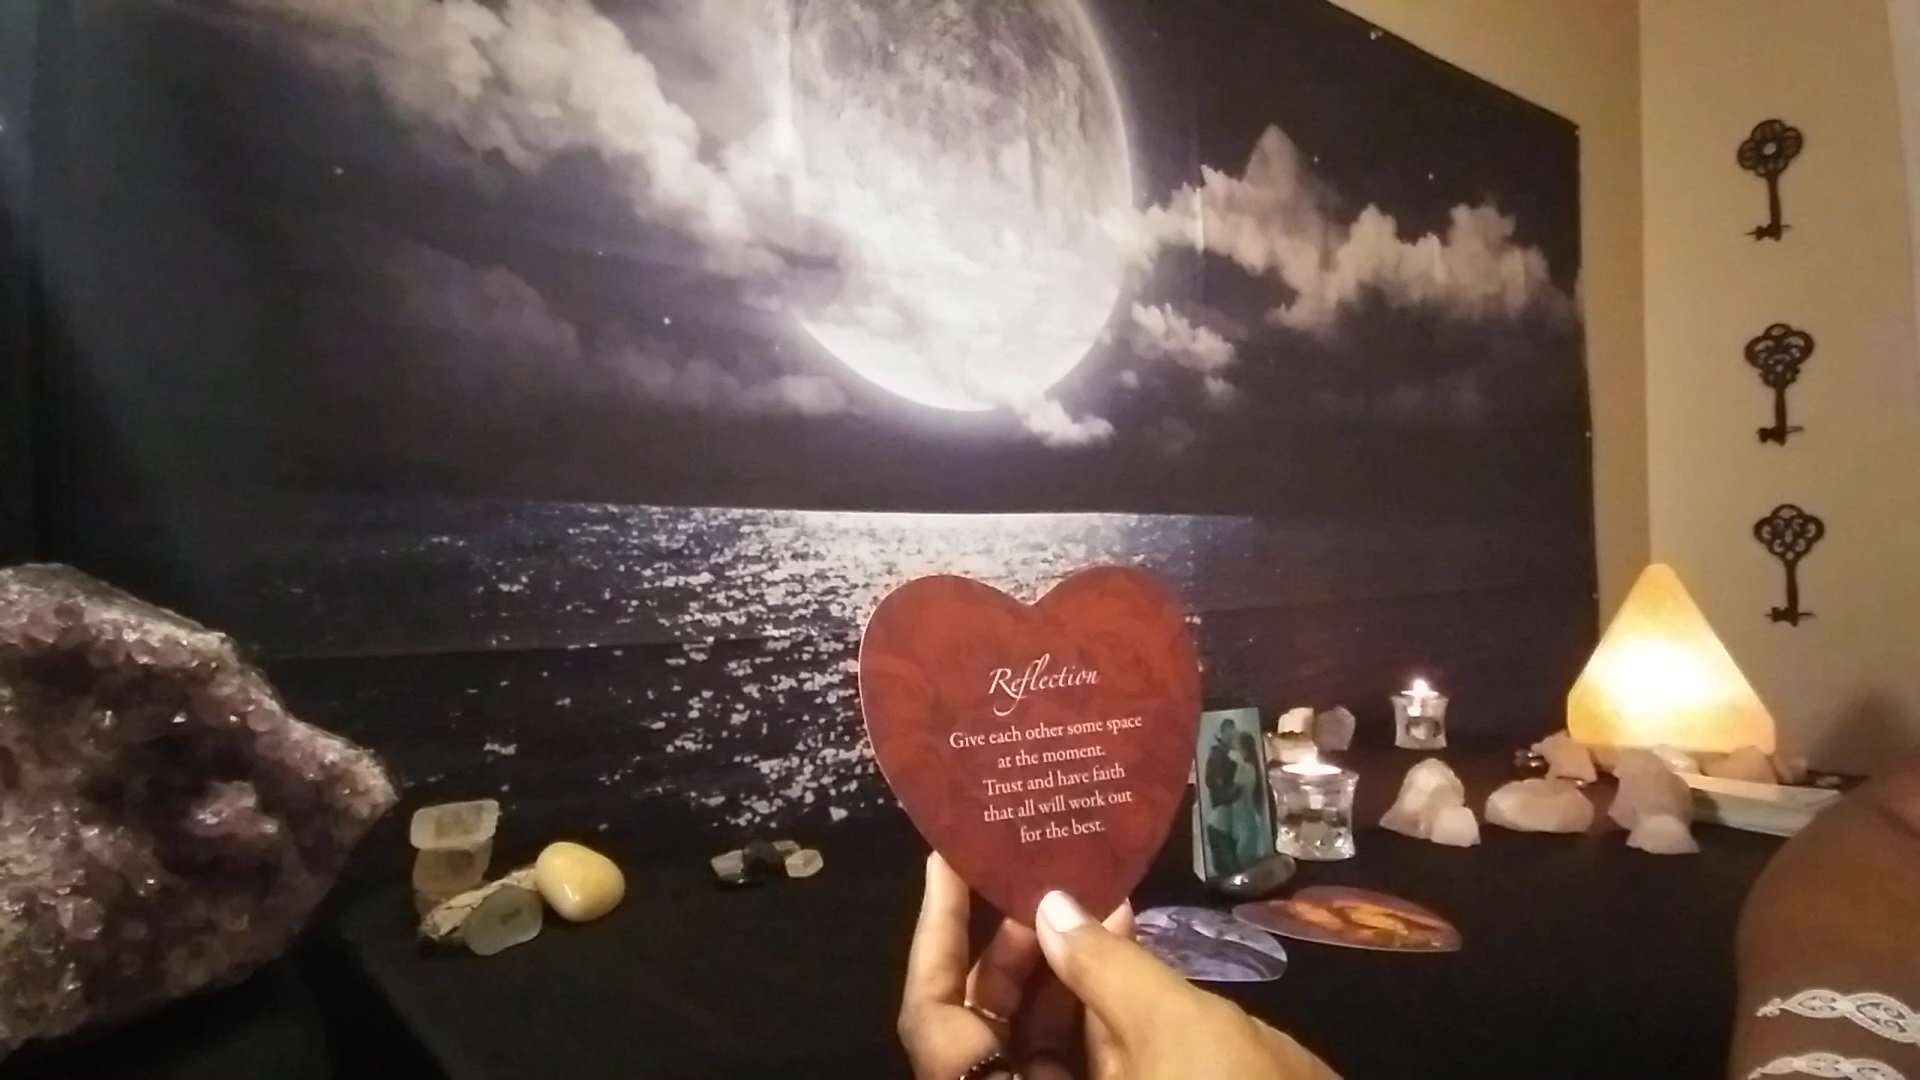 Reflection
Give each other some space
at the moment.
Trust and have faith
that all will work out
for the best.